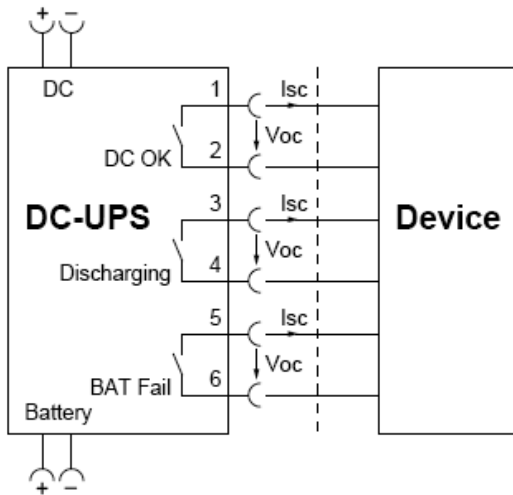 + −
DC
1 Isc
Voc
DC OK 2
DC-UPS
3 Isc
Device
Voc
Discharging 4
5 Isc
Voc
BAT Fail 6
Battery
+ −